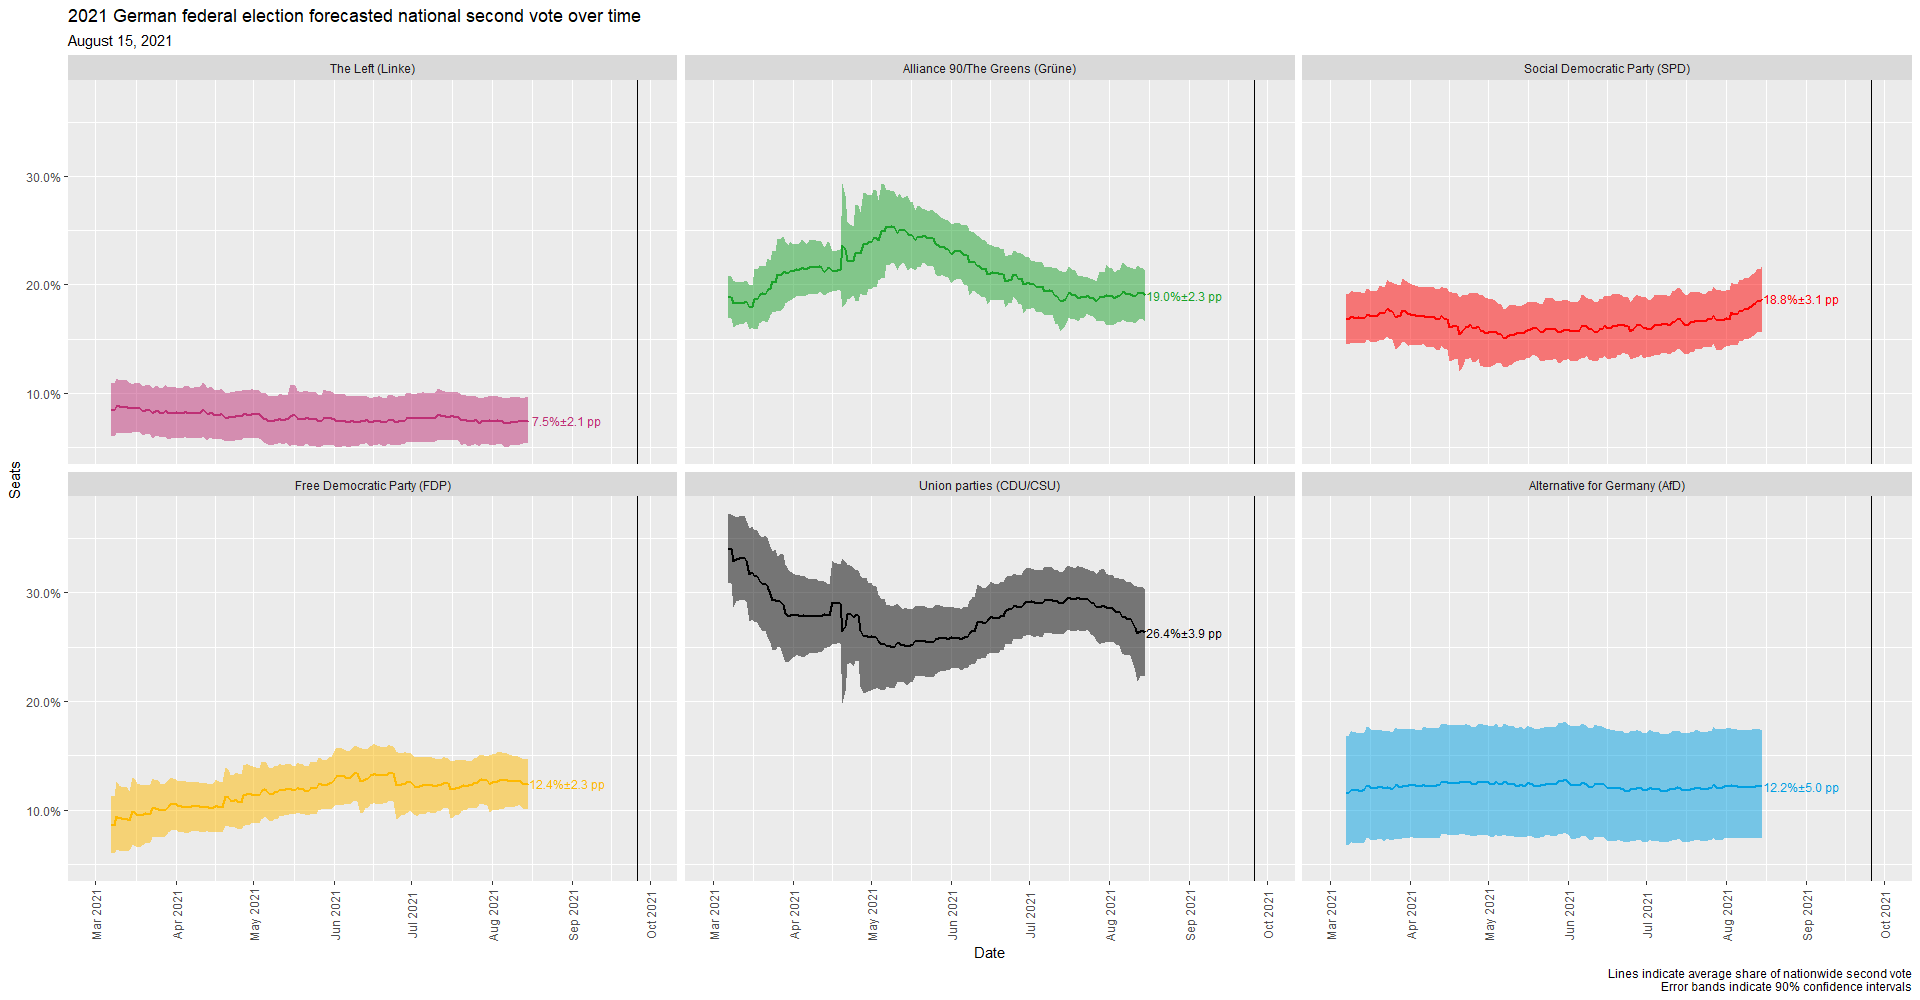 2021 German federal election forecasted national second vote over time
August 15, 2021
The Left (Linke)
Alliance 90/The Greens (Grüne)
Social Democratic Party (SPD)
30.0%
20.0%
10.0%
7.5%±2.1 pp
19.0%±2.3 pp
18.8%±3.1 pp
Seats
Free Democratic Party (FDP)
Union parties (CDU/CSU)
Alternative for Germany (AfD)
30.0%
20.0%
10.0%
12.4%±2.3 pp
26.4%±3.9 pp
12.2%±5.0 pp
Mar 2021
Apr 2021
May 2021
Jun 2021
Jul 2021
Aug 2021
Sep 2021
Oct 2021
Mar 2021
Apr 2021
May 2021
Jun 2021
Jul 2021
Aug 2021
Sep 2021
Oct 2021
Mar 2021
Apr 2021
May 2021
Jun 2021
Jul 2021
Aug 2021
Sep 2021
Oct 2021
Date
Lines indicate average share of nationwide second vote
Error bands indicate 90% confidence intervals